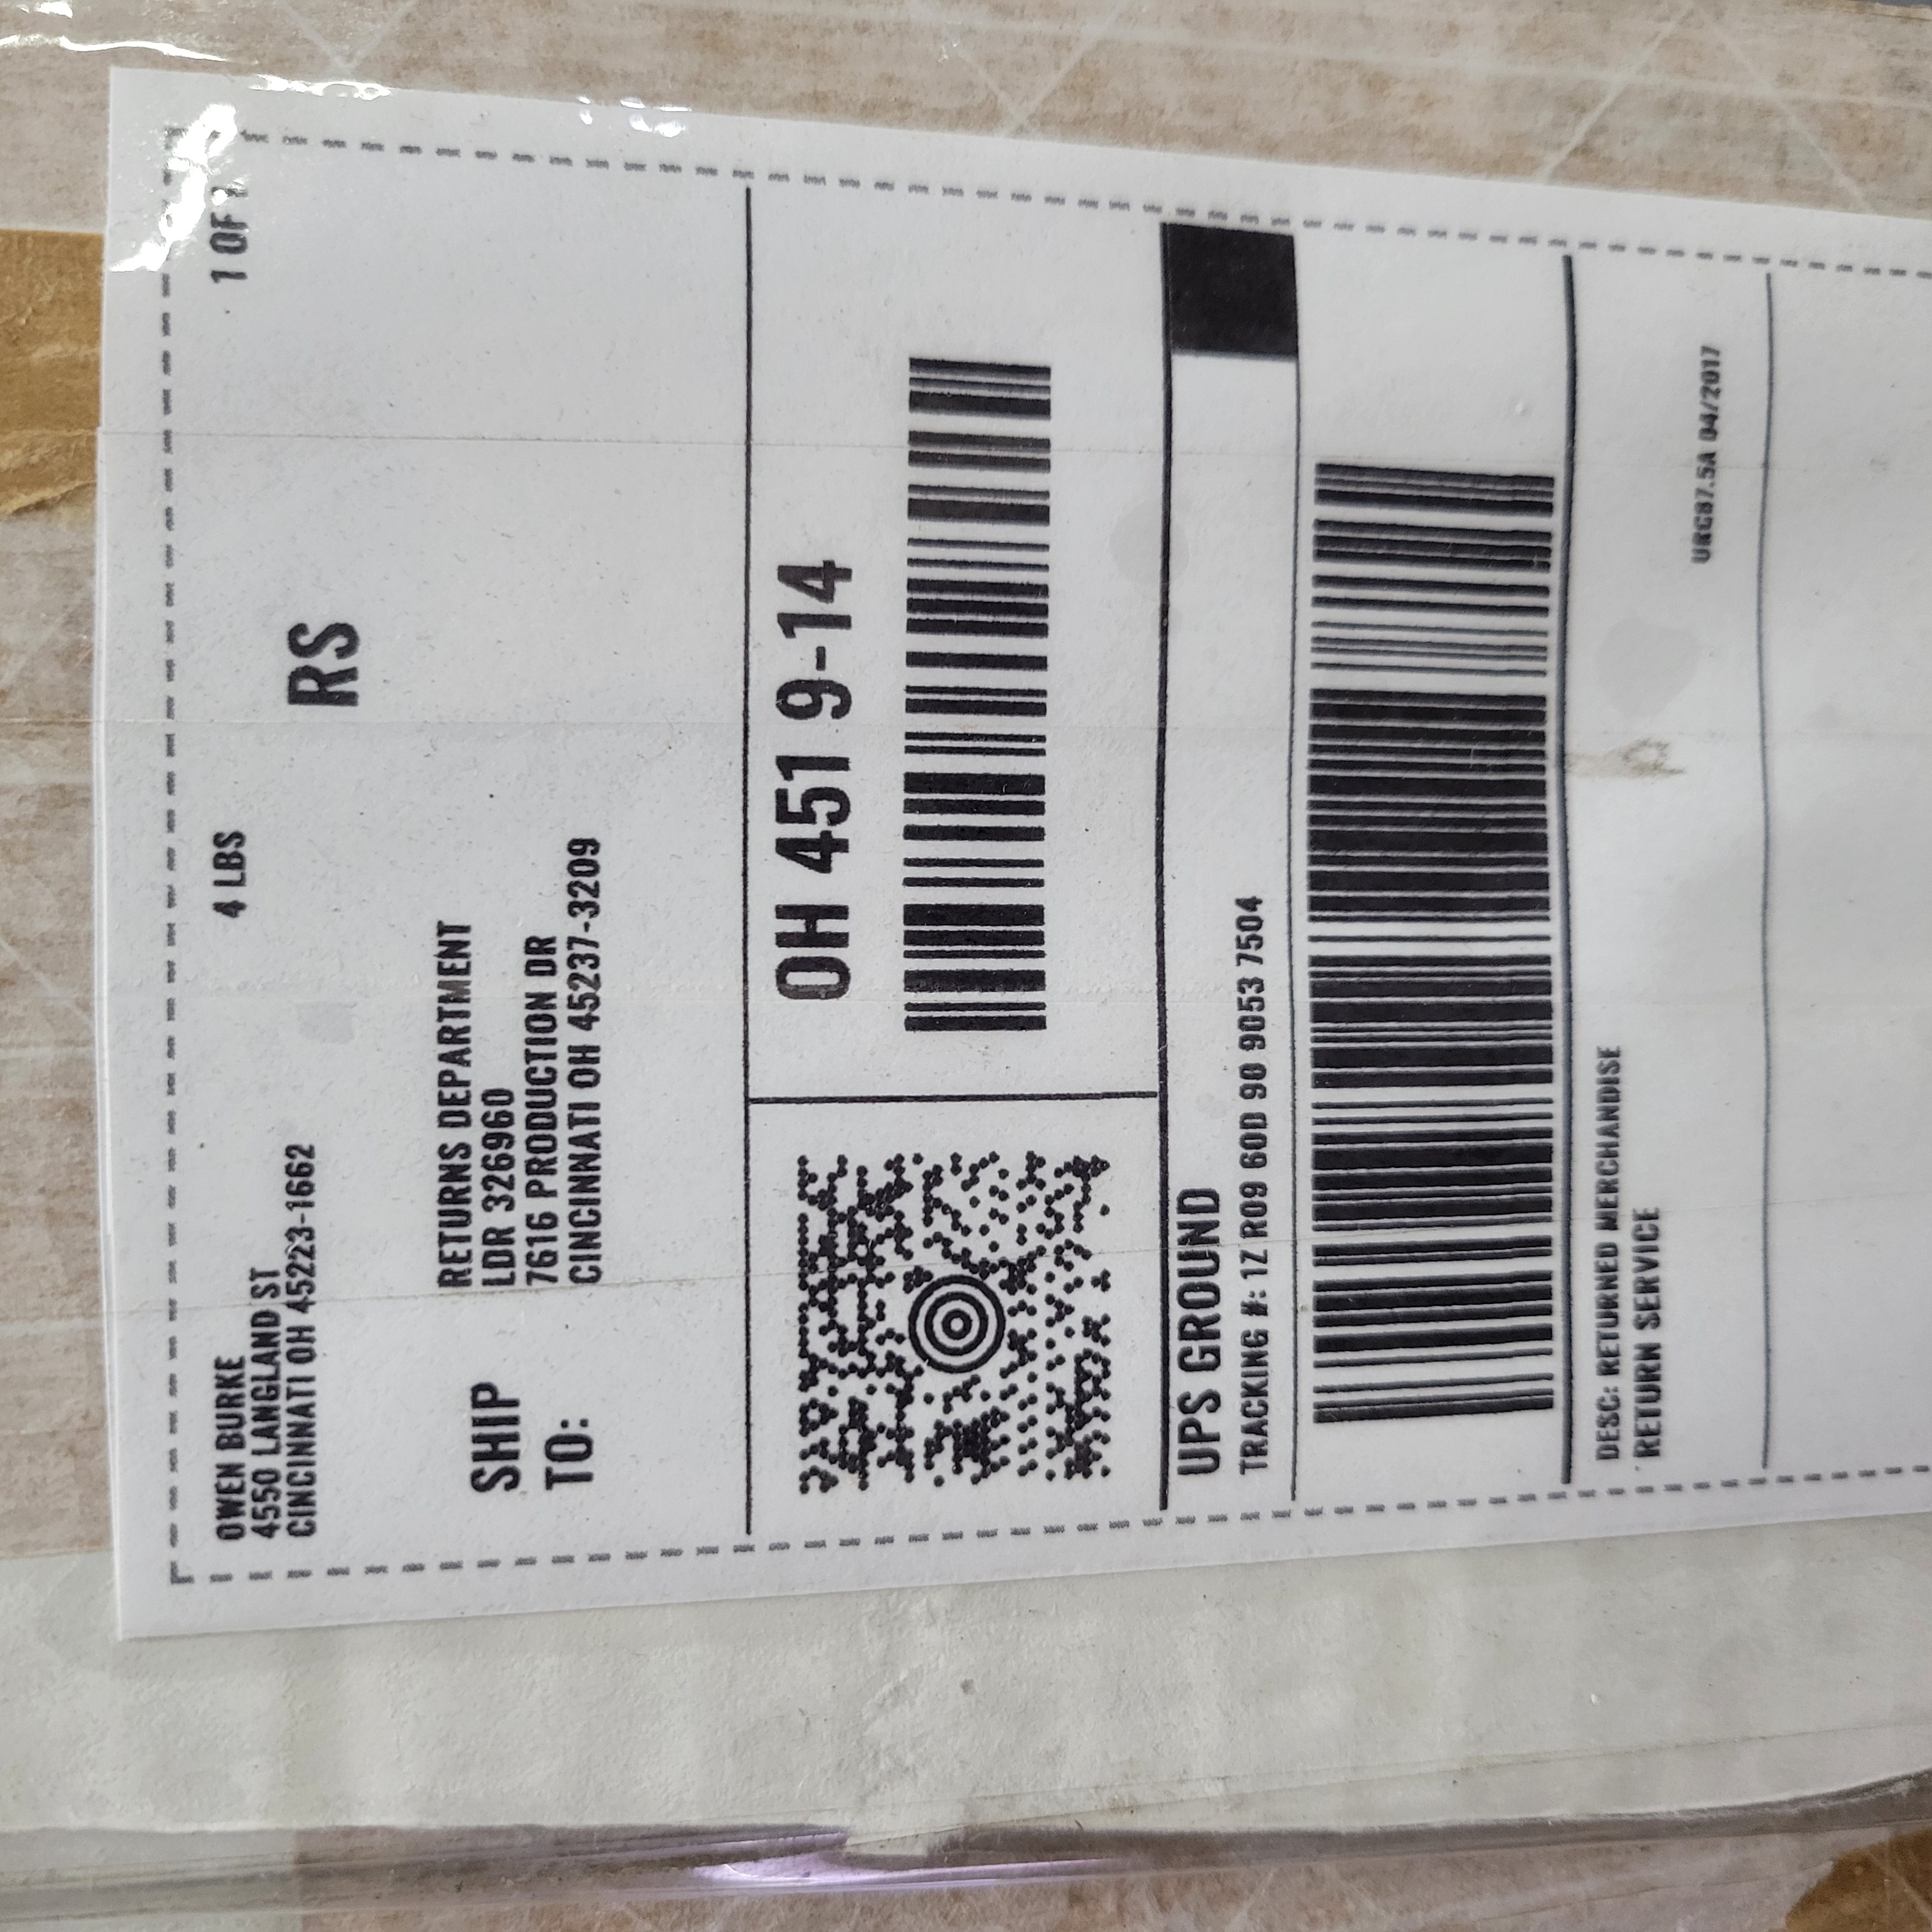 OWEN BURKE
4550 LANGLAND ST
CINCINNATI OH 45223-1662
4 LBS
1 OF
RS
SHIP
TO:
RETURNS DEPARTMENT
LDR 326960
7616 PRODUCTION DR
CINCINNATI OH 45237-3209
OH 451 9-14
UPS GROUND
TRACKING #: 1Z R09 60D 90 9053 7504
DESC: RETURNED MERCHANDISE
RETURN SERVICE
URC87.5A 04/2017